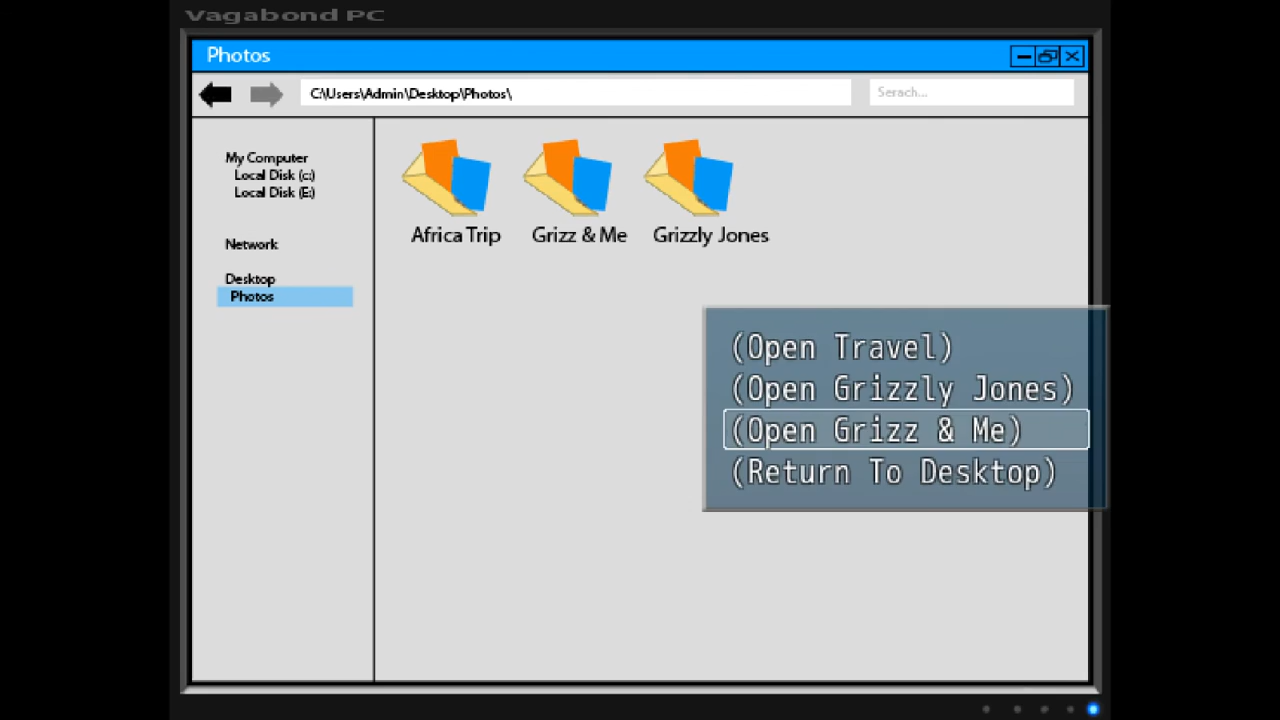 Vagabond PC
Photos
C:\Users\Admin\Desktop\Photos\
Serach...
My Computer
Local Disk (c:)
Local Disk (E:)
Network
Desktop
Photos
Africa Trip
Grizz & Me
Grizzly Jones
(Open Travel)
(Open Grizzly Jones)
(Open Grizz & Me)
(Return To Desktop)